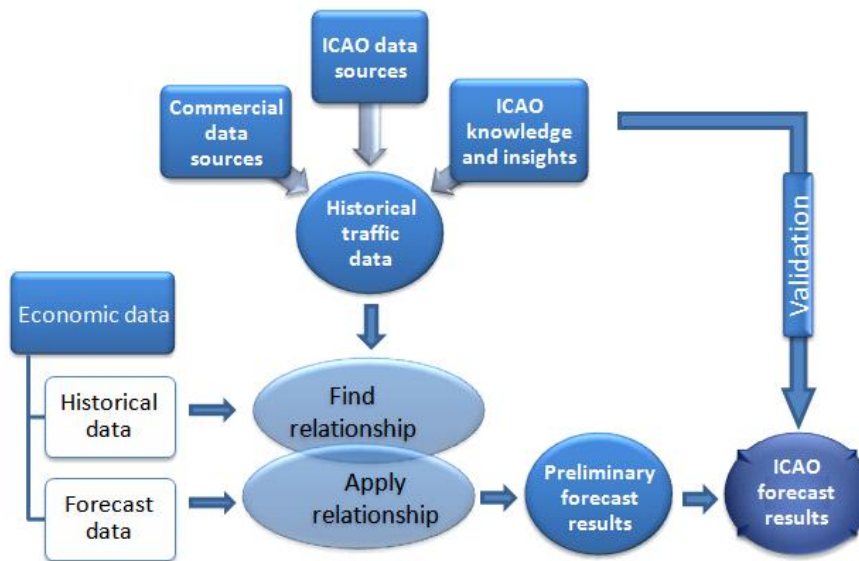 ICAO data
sources
Commercial
data
sources
ICAO
knowledge
and insights
Historical
traffic
data
Validation
Economic data
Historical
data
Find
relationship
Forecast
data
Apply
relationship
Preliminary
forecast
results
ICAO
forecast
results